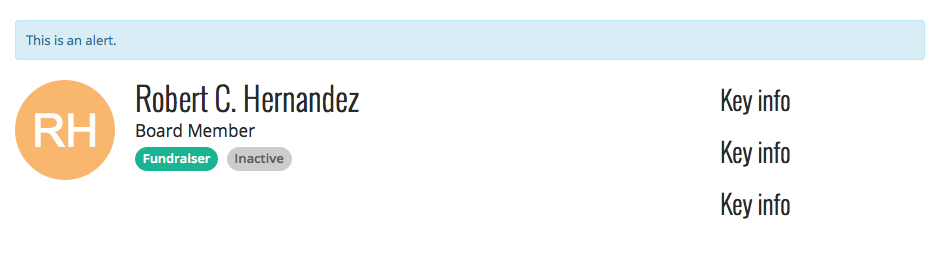 This is an alert.
RH
Robert C. Hernandez
Board Member
Fundraiser Inactive
Key info
Key info
Key info